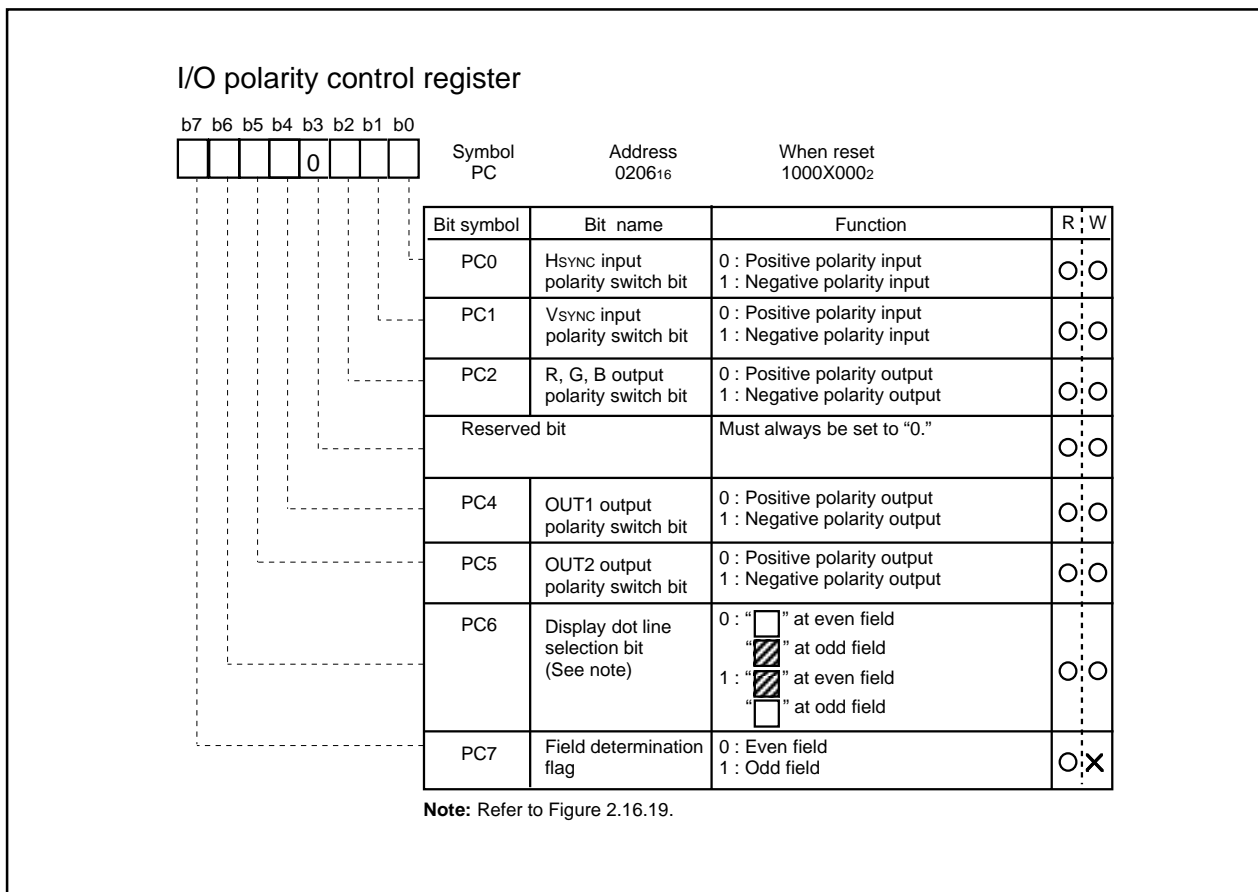 I/O polarity control register
b7 b6 b5 b4 b3 b2 b1 b0
0
Symbol Address When reset
PC 020616 1000X0002
Bit symbol Bit name Function R W
PC0 HSYNC input polarity switch bit
0 : Positive polarity input
1 : Negative polarity input
PC1 VSYNC input polarity switch bit
0 : Positive polarity input
1 : Negative polarity input
PC2 R, G, B output polarity switch bit
0 : Positive polarity output
1 : Negative polarity output
Reserved bit Must always be set to “0.”
PC4 OUT1 output polarity switch bit
0 : Positive polarity output
1 : Negative polarity output
PC5 OUT2 output polarity switch bit
0 : Positive polarity output
1 : Negative polarity output
PC6 Display dot line selection bit (See note)
0 : “ ” at even field
“ ” at odd field
1 : “ ” at even field
“ ” at odd field
PC7 Field determination flag
0 : Even field
1 : Odd field
Note: Refer to Figure 2.16.19.